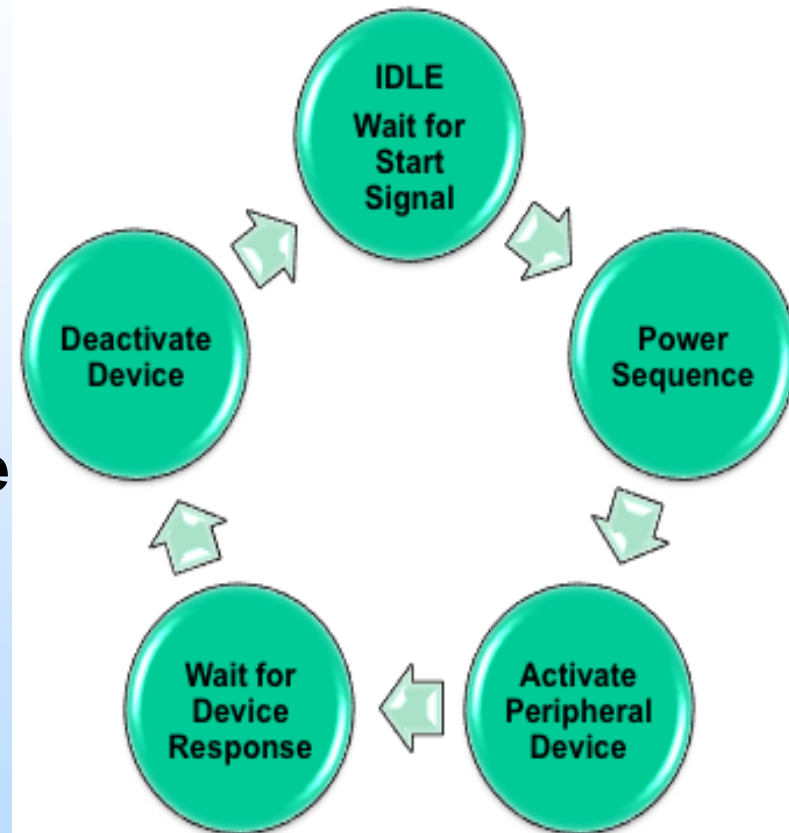 IDLE
Wait for
Start
Signal
Power
Sequence
Activate
Peripheral
Device
Wait for
Device
Response
Deactivate
Device
e